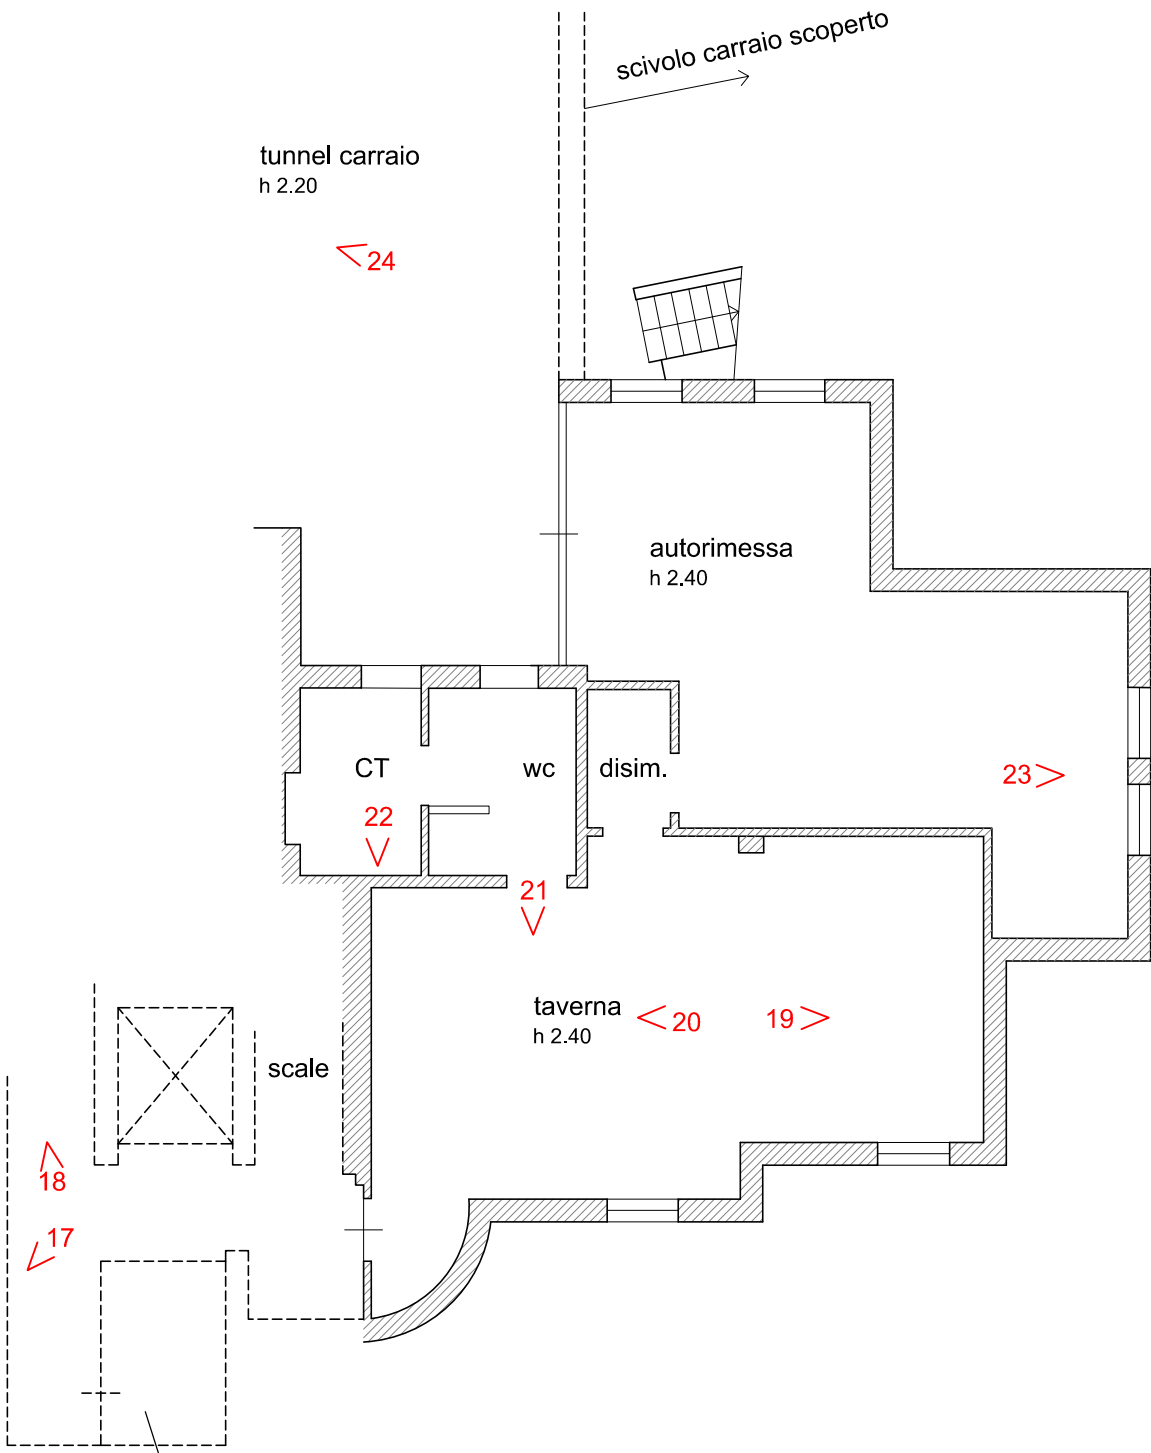 scivolo carraio scoperto
tunnel carraio
h 2.20
24
autorimessa
h 2.40
CT
wc
disim.
23
22
21
taverna
h 2.40
20
19
scale
18
17